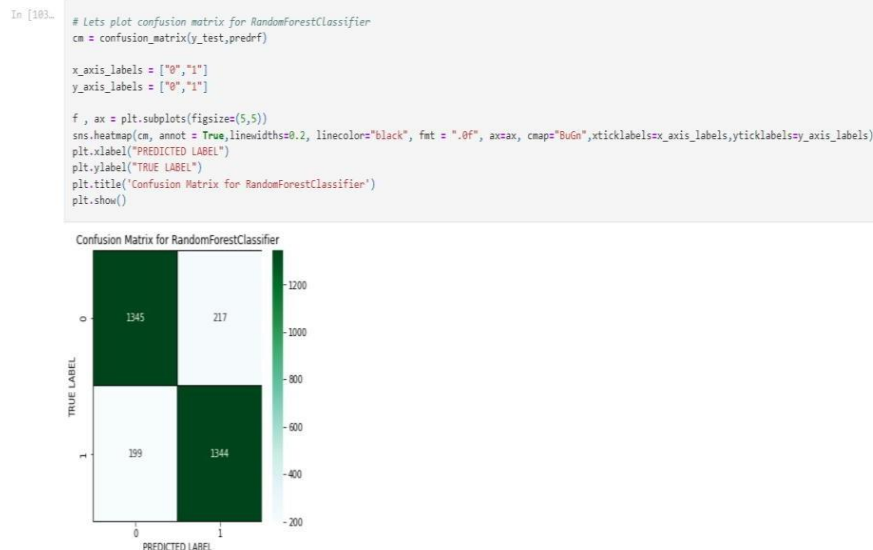 In [103…
# Lets plot confusion matrix for RandomForestClassifier
cm = confusion_matrix(y_test,predrf)
x_axis_labels = ["0","1"]
y_axis_labels = ["0","1"]
f , ax = plt.subplots(figsize=(5,5))
sns.heatmap(cm, annot = True,linewidths=0.2, linecolor="black", fmt = ".0f", ax=ax, cmap="BuGn",xticklabels=x_axis_labels,yticklabels=y_axis_labels)
plt.xlabel("PREDICTED LABEL")
plt.ylabel("TRUE LABEL")
plt.title('Confusion Matrix for RandomForestClassifier')
plt.show()
Confusion Matrix for RandomForestClassifier
TRUE LABEL
0
1345
217
1
199
1344
0
1
PREDICTED LABEL
1200
1000
800
600
400
200